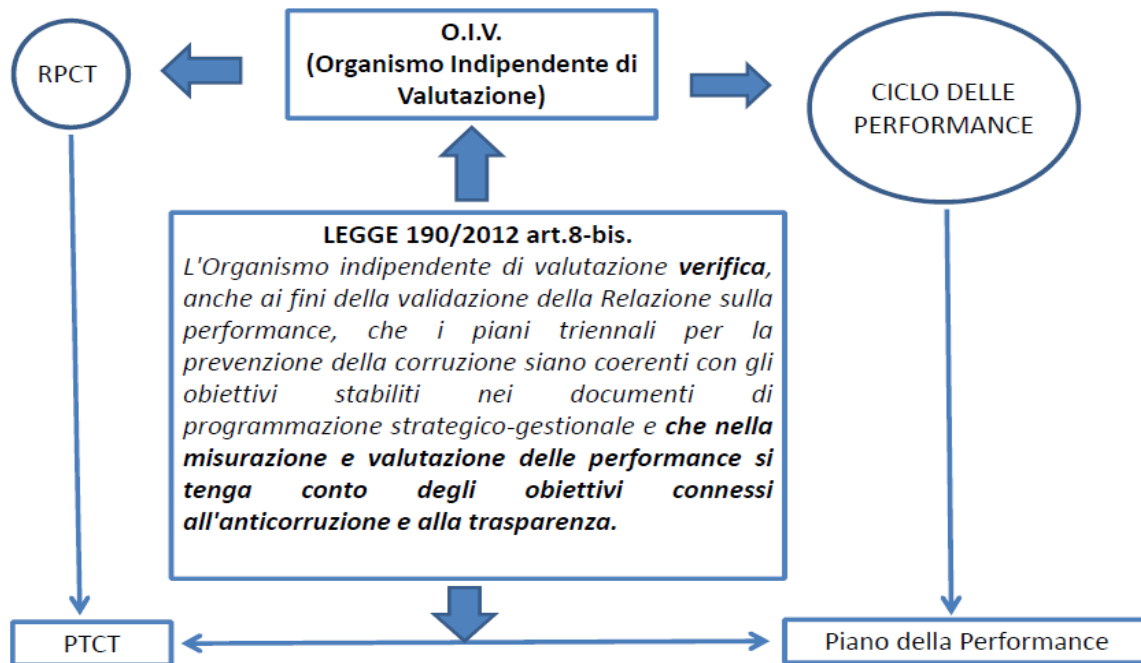 O.I.V.
(Organismo Indipendente di
Valutazione)
RPCT
CICLO DELLE
PERFORMANCE
LEGGE 190/2012 art.8-bis.
L'Organismo indipendente di valutazione verifica,
anche ai fini della validazione della Relazione sulla
performance, che i piani triennali per la
prevenzione della corruzione siano coerenti con gli
obiettivi stabiliti nei documenti di
programmazione strategico-gestionale e che nella
misurazione e valutazione delle performance si
tenga conto degli obiettivi connessi
all'anticorruzione e alla trasparenza.
PTCT
Piano della Performance